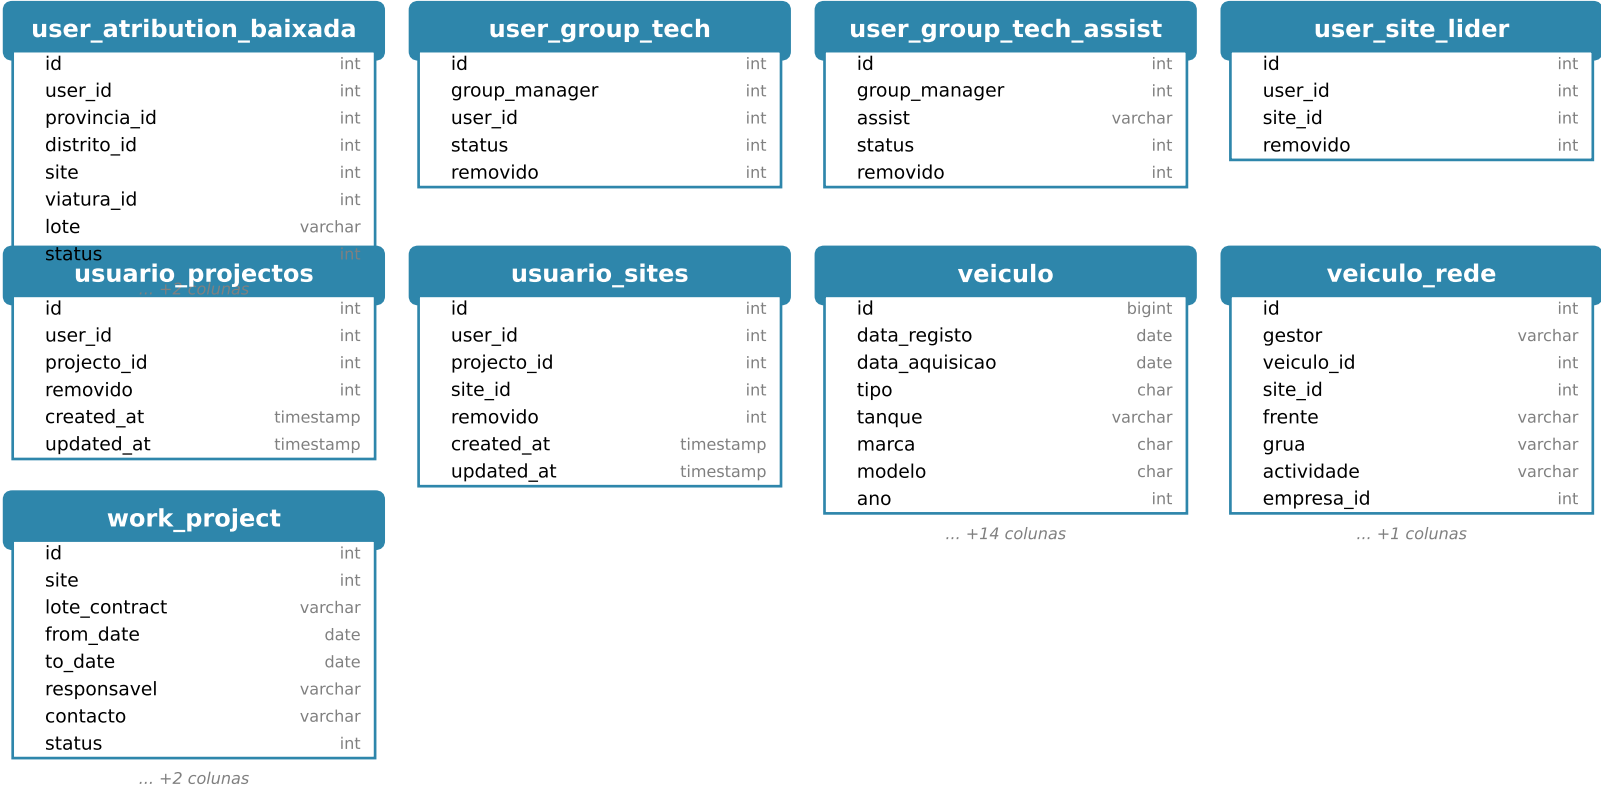 user_atribution_baixada
id int
user_id int
provincia_id int
distrito_id int
site int
viatura_id int
lote varchar
status int
... +2 colunas
user_group_tech
id int
group_manager int
user_id int
status int
removido int
user_group_tech_assist
id int
group_manager int
assist varchar
status int
removido int
user_site_lider
id int
user_id int
site_id int
removido int
usuario_projectos
id int
user_id int
projecto_id int
removido int
created_at timestamp
updated_at timestamp
usuario_sites
id int
user_id int
projecto_id int
site_id int
removido int
created_at timestamp
updated_at timestamp
veiculo
id bigint
data_registo date
data_aquisicao date
tipo char
tanque varchar
marca char
modelo char
ano int
... +14 colunas
veiculo_rede
id int
gestor varchar
veiculo_id int
site_id int
frente varchar
grua varchar
actividade varchar
empresa_id int
... +1 colunas
work_project
id int
site int
lote_contract varchar
from_date date
to_date date
responsavel varchar
contacto varchar
status int
... +2 colunas